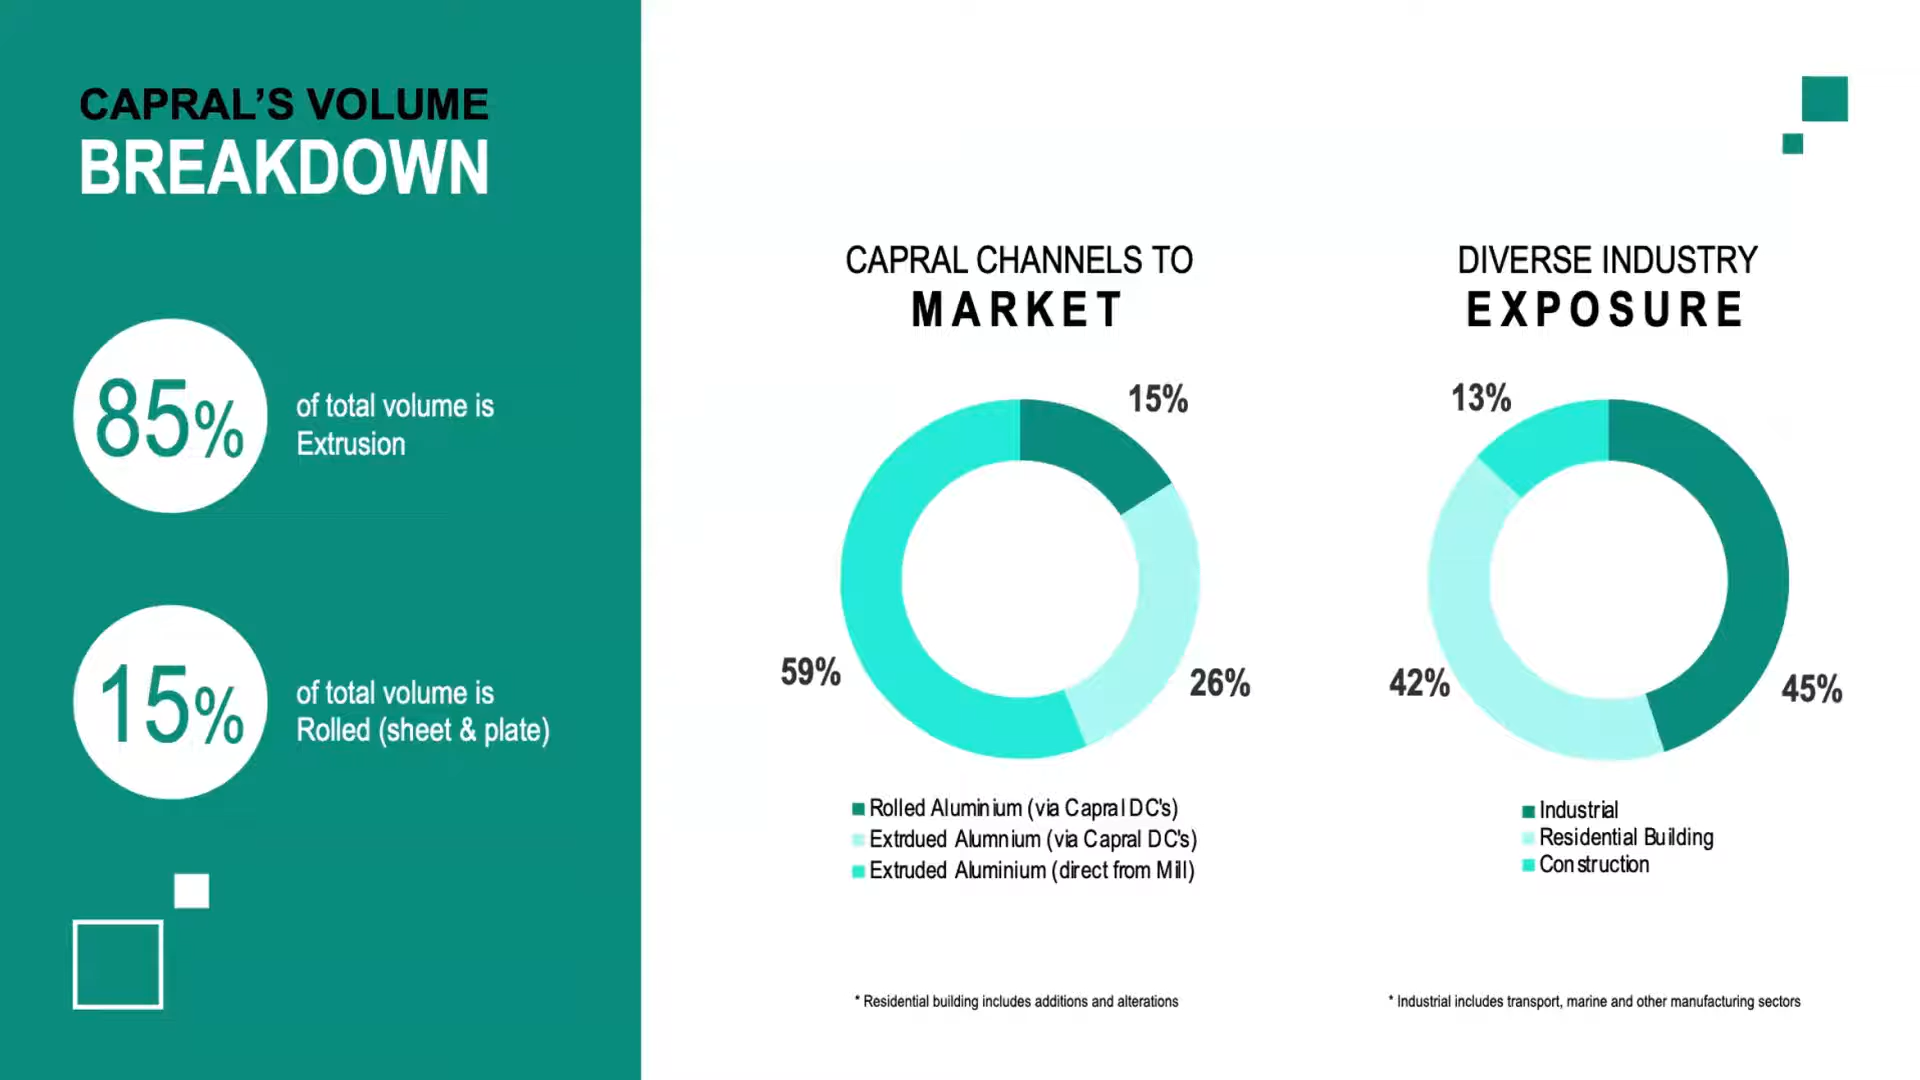 CAPRAL'S VOLUME
BREAKDOWN
85%
of total volume is
Extrusion
15%
of total volume is
Rolled (sheet & plate)
CAPRAL CHANNELS TO
MARKET
15%
59%
26%
Rolled Aluminium (via Capral DC's)
Extrdued Alumnium (via Capral DC's)
Extruded Aluminium (direct from Mill)
* Residential building includes additions and alterations
DIVERSE INDUSTRY
EXPOSURE
13%
42%
45%
Industrial
Residential Building
Construction
* Industrial includes transport, marine and other manufacturing sectors